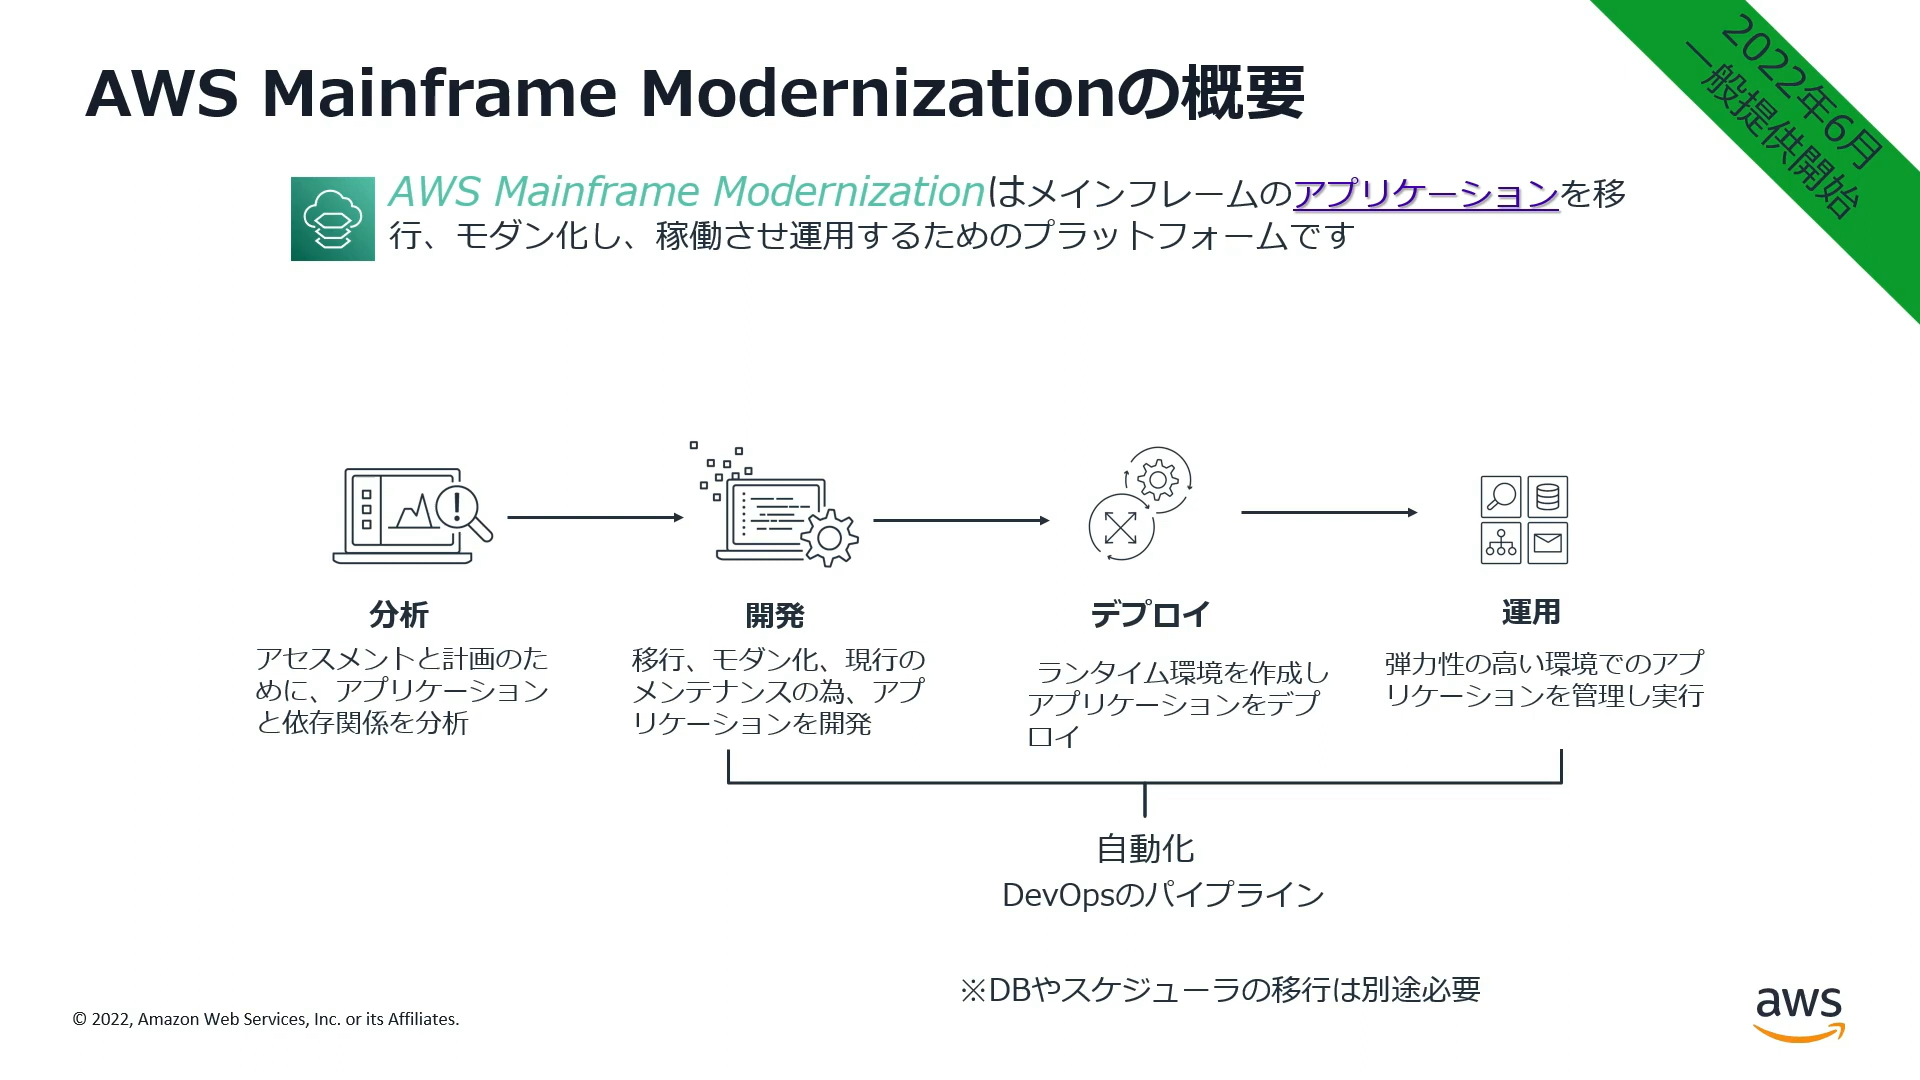 AWS Mainframe Modernizationの概要
2022年6月
一般提供開始
AWS Mainframe Modernizationはメインフレームのアプリケーションを移
行、モダン化し、稼働させ運用するためのプラットフォームです
分析
アセスメントと計画のた
めに、アプリケーション
と依存関係を分析
開発
移行、モダン化、現行の
メンテナンスの為、アプ
リケーションを開発
デプロイ
ランタイム環境を作成し
アプリケーションをデプ
ロイ
運用
弾力性の高い環境でのアプ
リケーションを管理し実行
自動化
DevOpsのパイプライン
※DBやスケジューラの移行は別途必要
© 2022, Amazon Web Services, Inc. or its Affiliates.
aws